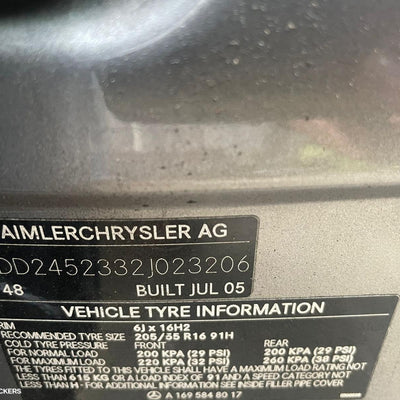 AIMLERCHRYSLER AG
DD2452332J023206
48 BUILT JUL 05
VEHICLE TYRE INFORMATION
RIM 6J x 16H2
RECOMMENDED TYRE SIZE 205/55 R16 91H
COLD TYRE PRESSURE FRONT REAR
FOR NORMAL LOAD 200 KPA (29 PSI) 200 KPA (29 PSI)
FOR MAXIMUM LOAD 220 KPA (32 PSI) 260 KPA (38 PSI)
THE TYRES FITTED TO THIS VEHICLE SHALL HAVE A MAXIMUM LOAD RATING NOT
LESS THAN 615 KG OR A LOAD INDEX OF 91 AND A SPEED CATEGORY NOT
LESS THAN H - FOR ADDITIONAL INFORMATION SEE INSIDE FILLER PIPE COVER
A 169 584 80 17
CKERS